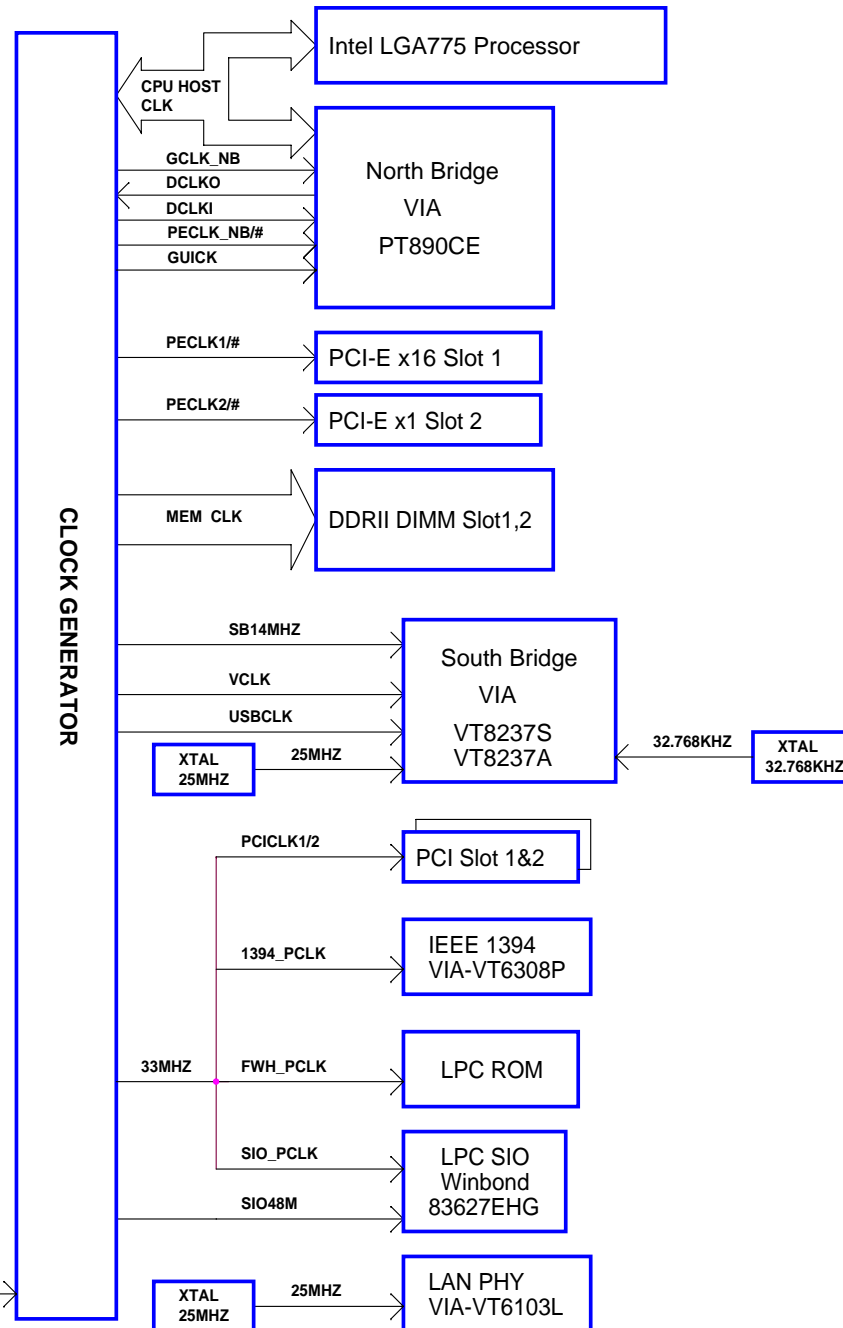 Intel LGA775 Processor
CPU HOST
CLK
GCLK_NB
DCLKO
DCLKI
PECLK_NB/#
GUICK
North Bridge
VIA
PT890CE
PECLK1/#
PCI-E x16 Slot 1
PECLK2/#
PCI-E x1 Slot 2
MEM CLK
DDRII DIMM Slot1,2
CLOCK GENERATOR
SB14MHZ
VCLK
USBCLK
XTAL
25MHZ
25MHZ
South Bridge
VIA
VT8237S
VT8237A
32.768KHZ
XTAL
32.768KHZ
PCICLK1/2
PCI Slot 1&2
1394_PCLK
IEEE 1394
VIA-VT6308P
33MHZ
FWH_PCLK
LPC ROM
SIO_PCLK
SIO48M
LPC SIO
Winbond
83627EHG
XTAL
25MHZ
25MHZ
LAN PHY
VIA-VT6103L